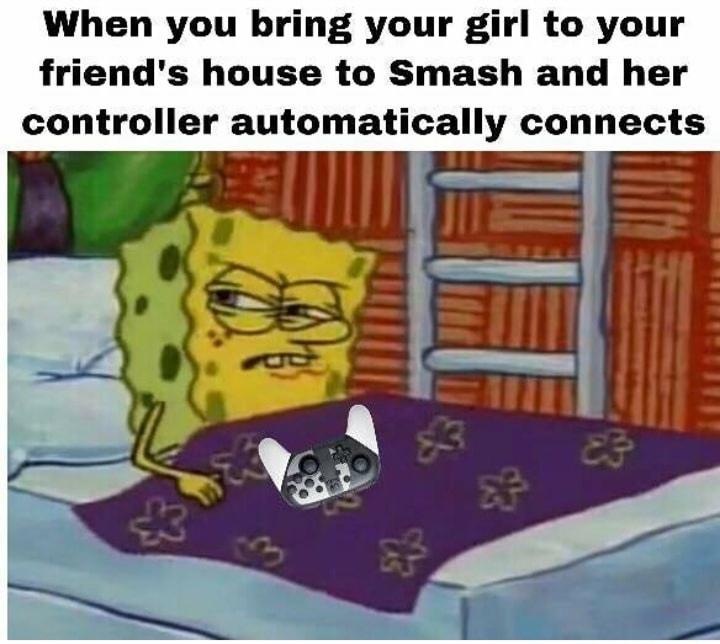 When you bring your girl to your
friend's house to Smash and her
controller automatically connects